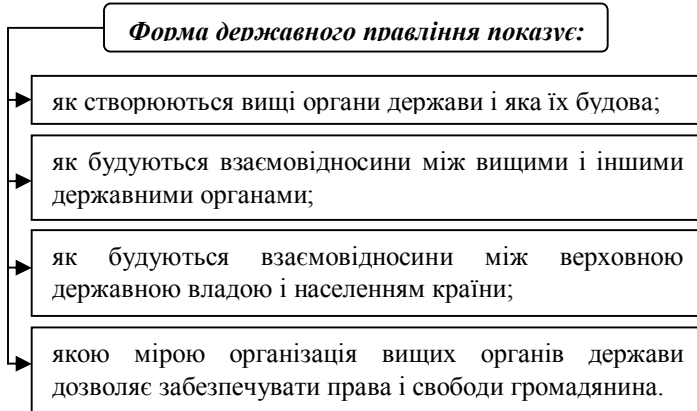 Форма державного правління показує:
як створюються вищі органи держави і яка їх будова;
як будуються взаємовідносини між вищими і іншими
державними органами;
як будуються взаємовідносини між верховною
державною владою і населенням країни;
якою мірою організація вищих органів держави
дозволяє забезпечувати права і свободи громадянина.